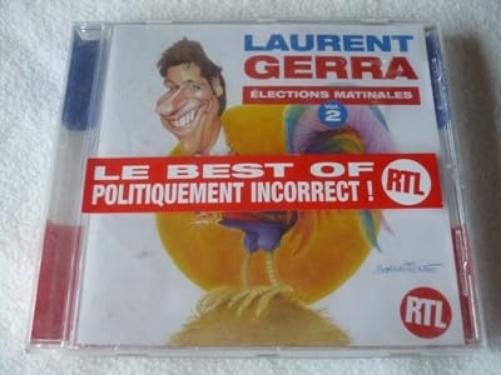 LAURENT
GERRA
ÉLECTIONS MATINALES
Vol.
2
LE BEST OF
POLITIQUEMENT INCORRECT !
RTL
RTL